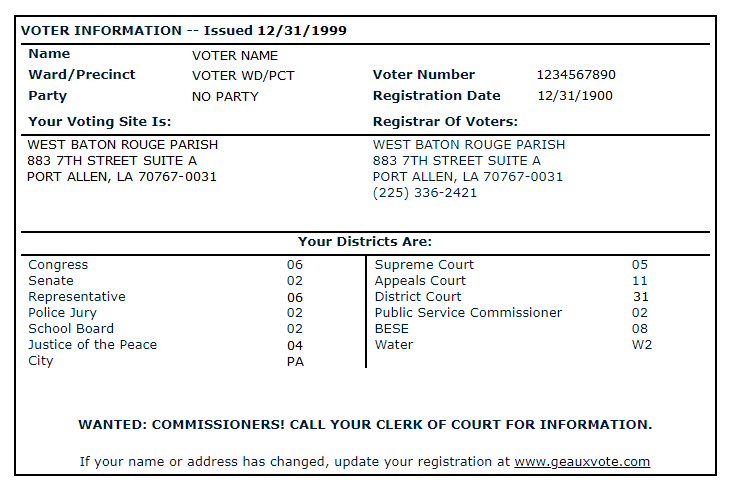 VOTER INFORMATION -- Issued 12/31/1999
Name VOTER NAME
Ward/Precinct VOTER WD/PCT Voter Number 1234567890
Party NO PARTY Registration Date 12/31/1900
Your Voting Site Is: Registrar Of Voters:
WEST BATON ROUGE PARISH WEST BATON ROUGE PARISH
883 7TH STREET SUITE A 883 7TH STREET SUITE A
PORT ALLEN, LA 70767-0031 PORT ALLEN, LA 70767-0031
(225) 336-2421
Your Districts Are:
Congress 06 Supreme Court 05
Senate 02 Appeals Court 11
Representative 06 District Court 31
Police Jury 02 Public Service Commissioner 02
School Board 02 BESE 08
Justice of the Peace 04 Water W2
City PA
WANTED: COMMISSIONERS! CALL YOUR CLERK OF COURT FOR INFORMATION.
If your name or address has changed, update your registration at www.geauxvote.com